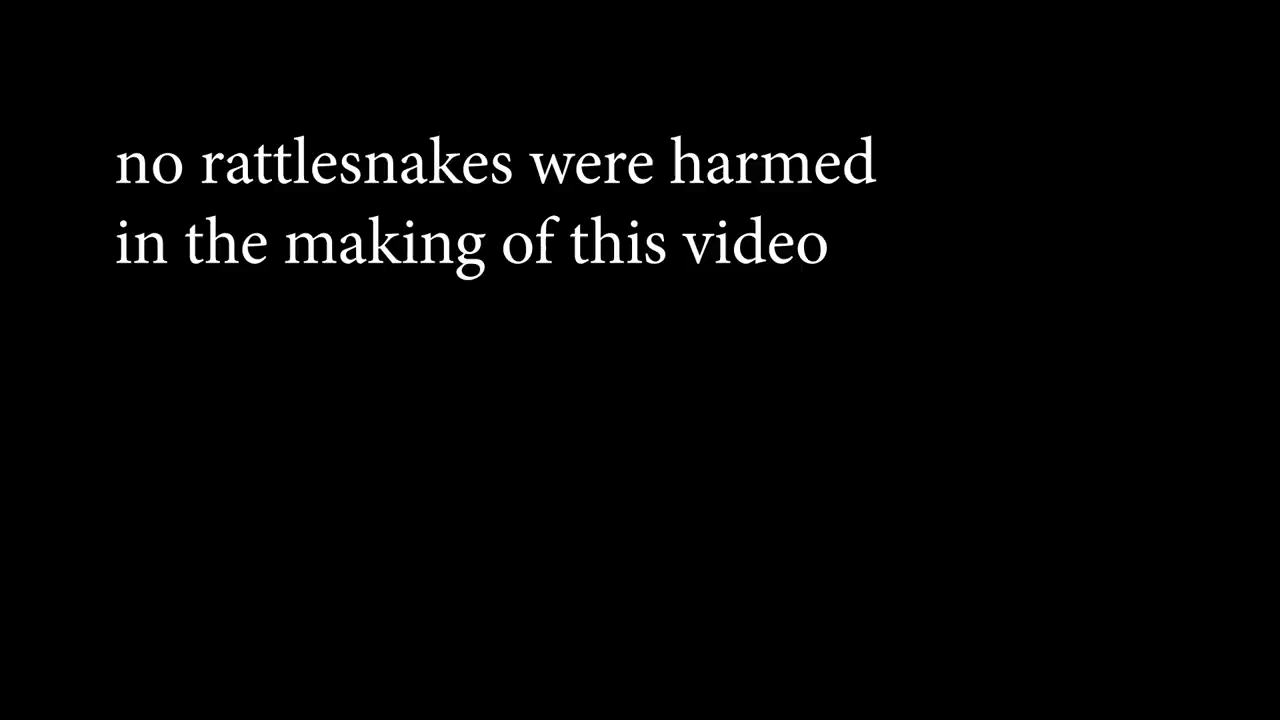 no rattlesnakes were harmed
in the making of this video